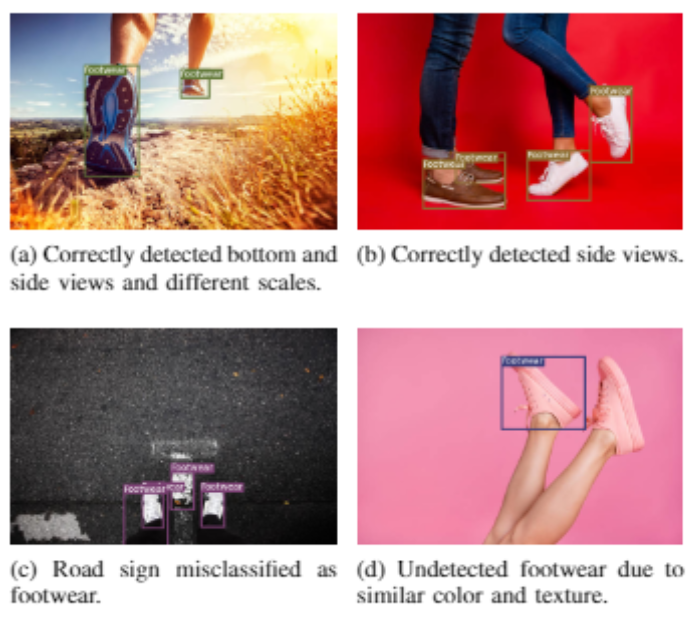 Footwear
Footwear
(a) Correctly detected bottom and
side views and different scales.
Footwear
Footwear
Footwear
Footwear
(b) Correctly detected side views.
Footwear
Footwear
Footwear
(c) Road sign misclassified as
footwear.
Footwear
(d) Undetected footwear due to
similar color and texture.